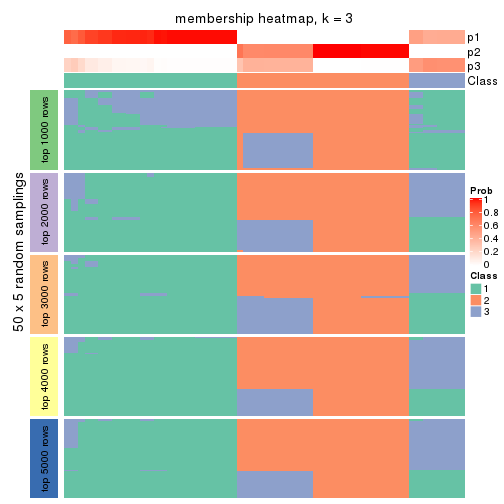 membership heatmap, k = 3
p1
p2
p3
Class
50 x 5 random samplings
top 1000 rows
top 2000 rows
top 3000 rows
top 4000 rows
top 5000 rows
Prob
1
0.8
0.6
0.4
0.2
0
Class
1
2
3